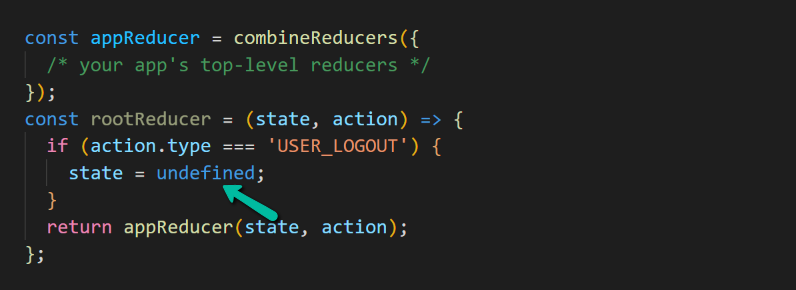 const appReducer = combineReducers({
  /* your app's top-level reducers */
});
const rootReducer = (state, action) => {
  if (action.type === 'USER_LOGOUT') {
    state = undefined;
  }
  return appReducer(state, action);
};